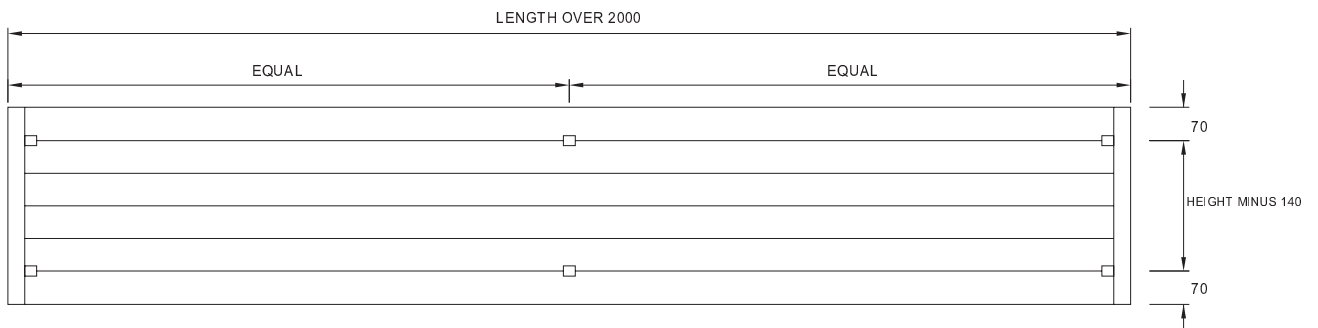 LENGTH OVER 2000
EQUAL EQUAL
70
HEIGHT MINUS 140
70